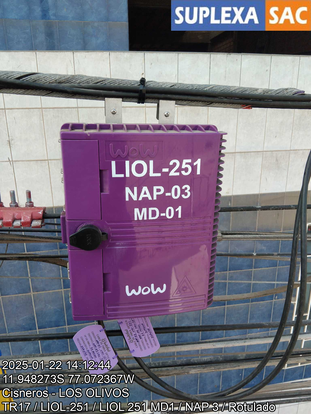 SUPLEXA SAC
WOW
LIOL-251
NAP-03
MD-01
WOW
2025-01-22 14:12:44
11.948273S 77.072367W
Cisneros - LOS OLIVOS
TR17 / LIOL-251 / LIOL 251 MD1 / NAP 3 / Rotulado